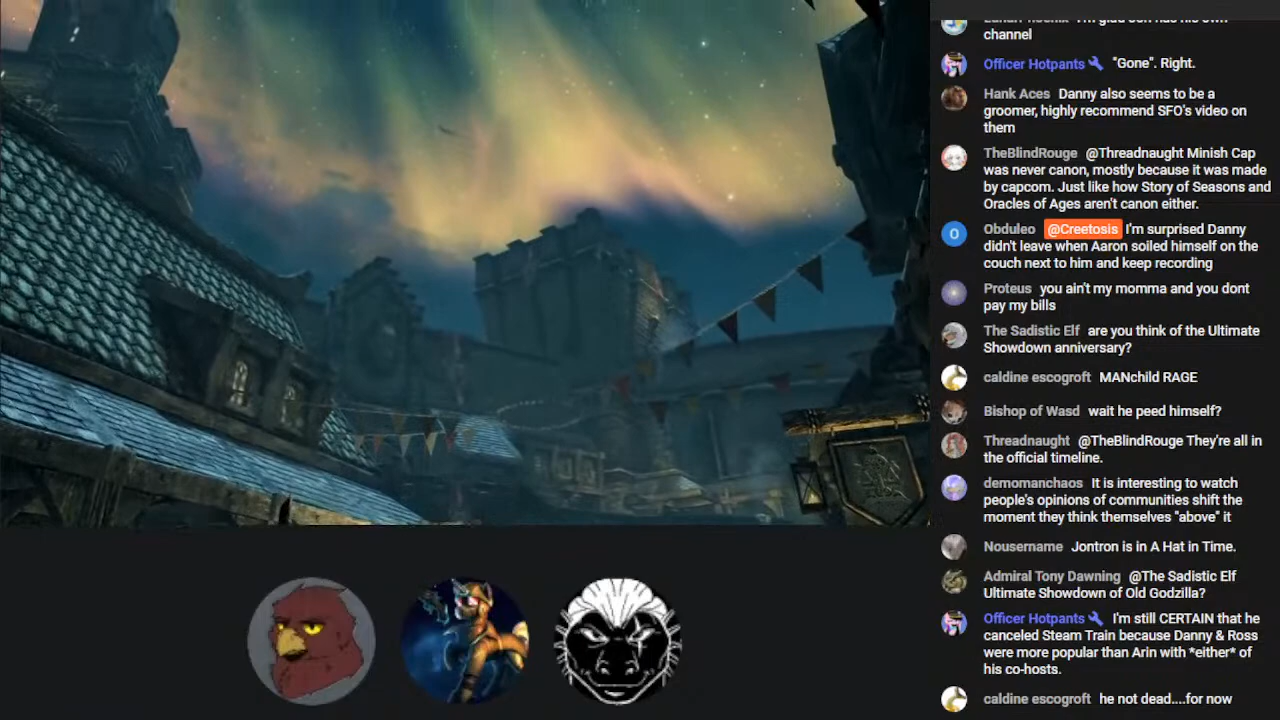 channel
Officer Hotpants "Gone". Right.
Hank Aces Danny also seems to be a
groomer, highly recommend SFO's video on
them
TheBlindRouge @Threadnaught Minish Cap
was never canon, mostly because it was made
by capcom. Just like how Story of Seasons and
Oracles of Ages aren't canon either.
O Obduleo @Creetosis I'm surprised Danny
didn't leave when Aaron soiled himself on the
couch next to him and keep recording
Proteus you ain't my momma and you dont
pay my bills
The Sadistic Elf are you think of the Ultimate
Showdown anniversary?
caldine escogroft MANchild RAGE
Bishop of Wasd wait he peed himself?
Threadnaught @TheBlindRouge They're all in
the official timeline.
demomanchaos It is interesting to watch
people's opinions of communities shift the
moment they think themselves "above" it
Nousername Jontron is in A Hat in Time.
Admiral Tony Dawning @The Sadistic Elf
Ultimate Showdown of Old Godzilla?
Officer Hotpants I'm still CERTAIN that he
canceled Steam Train because Danny & Ross
were more popular than Arin with *either* of
his co-hosts.
caldine escogroft he not dead....for now